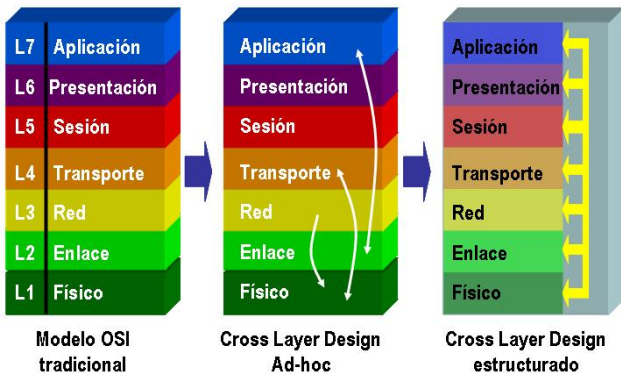 L7 Aplicación
L6 Presentación
L5 Sesión
L4 Transporte
L3 Red
L2 Enlace
L1 Físico
Modelo OSI
tradicional
Aplicación
Presentación
Sesión
Transporte
Red
Enlace
Físico
Cross Layer Design
Ad-hoc
Aplicación
Presentación
Sesión
Transporte
Red
Enlace
Físico
Cross Layer Design
estructurado